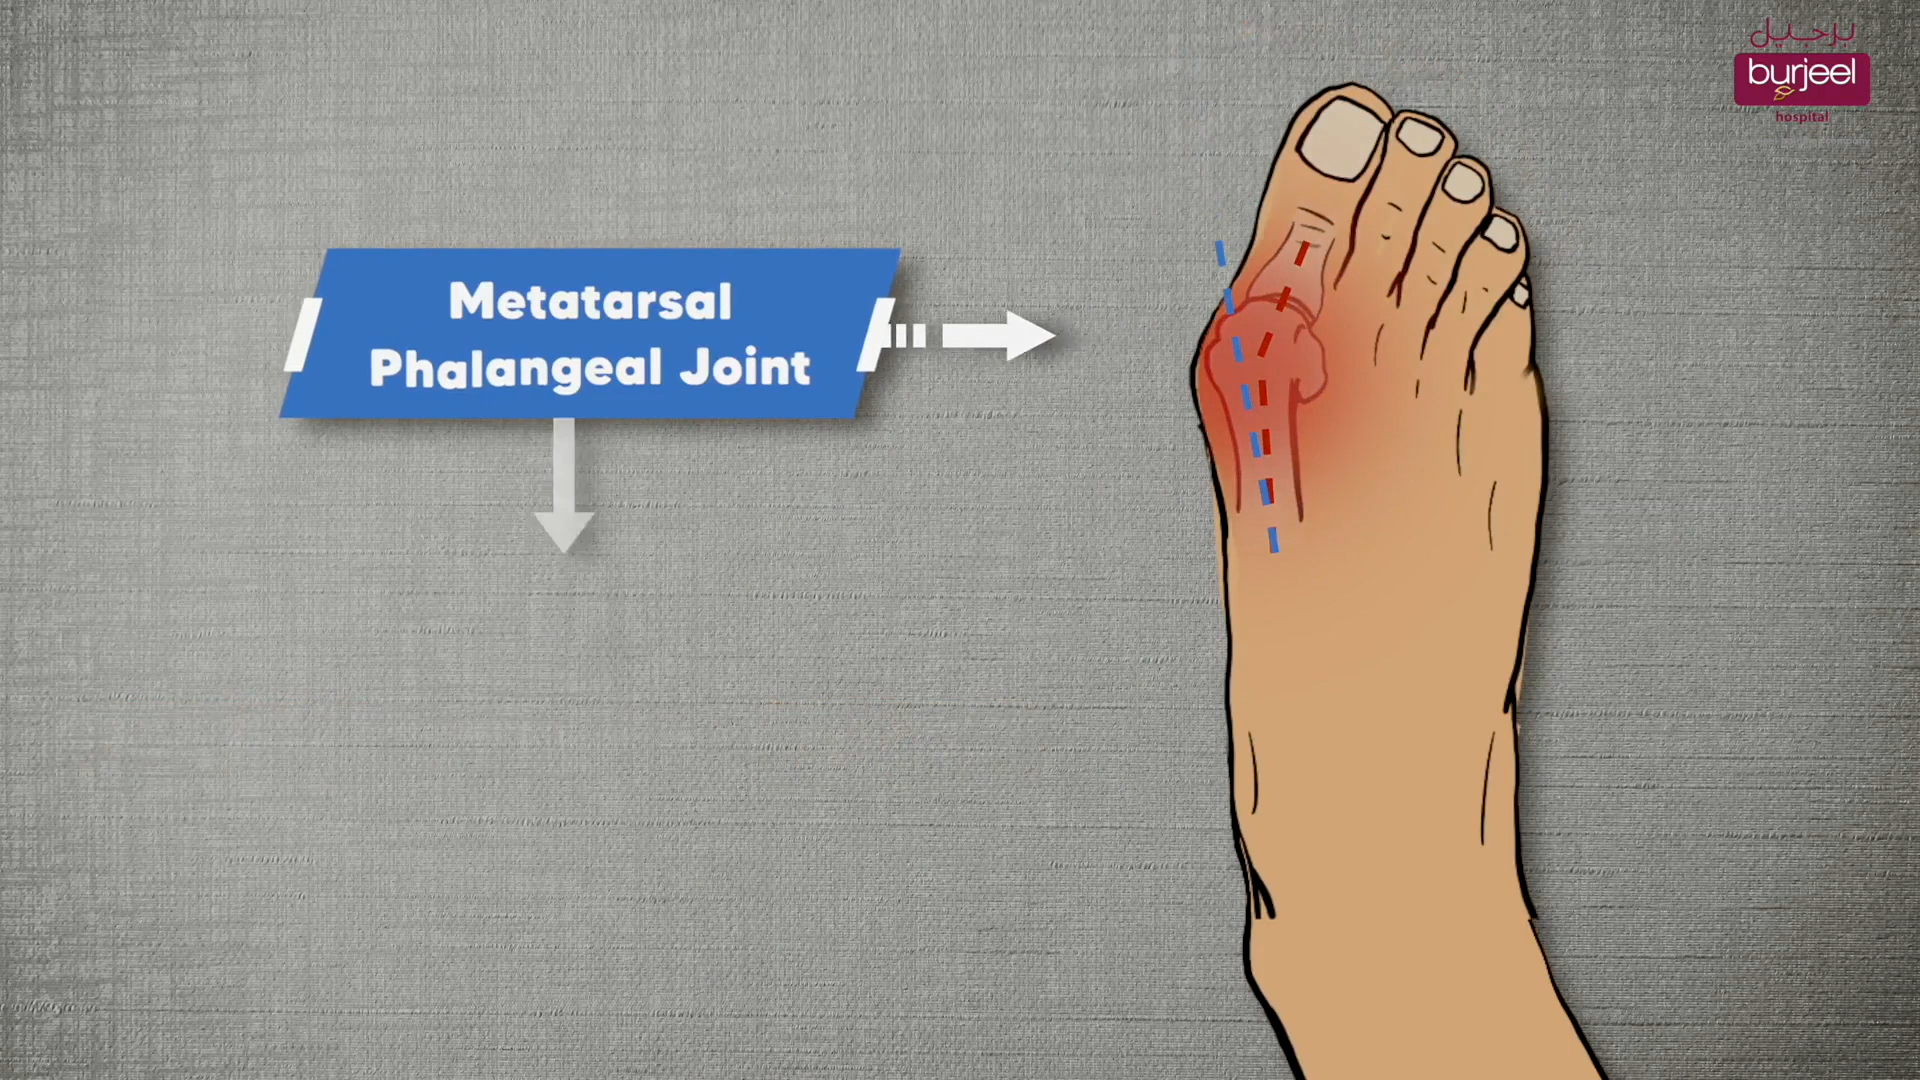 برجيل
burjeel
hospital
Metatarsal
Phalangeal Joint